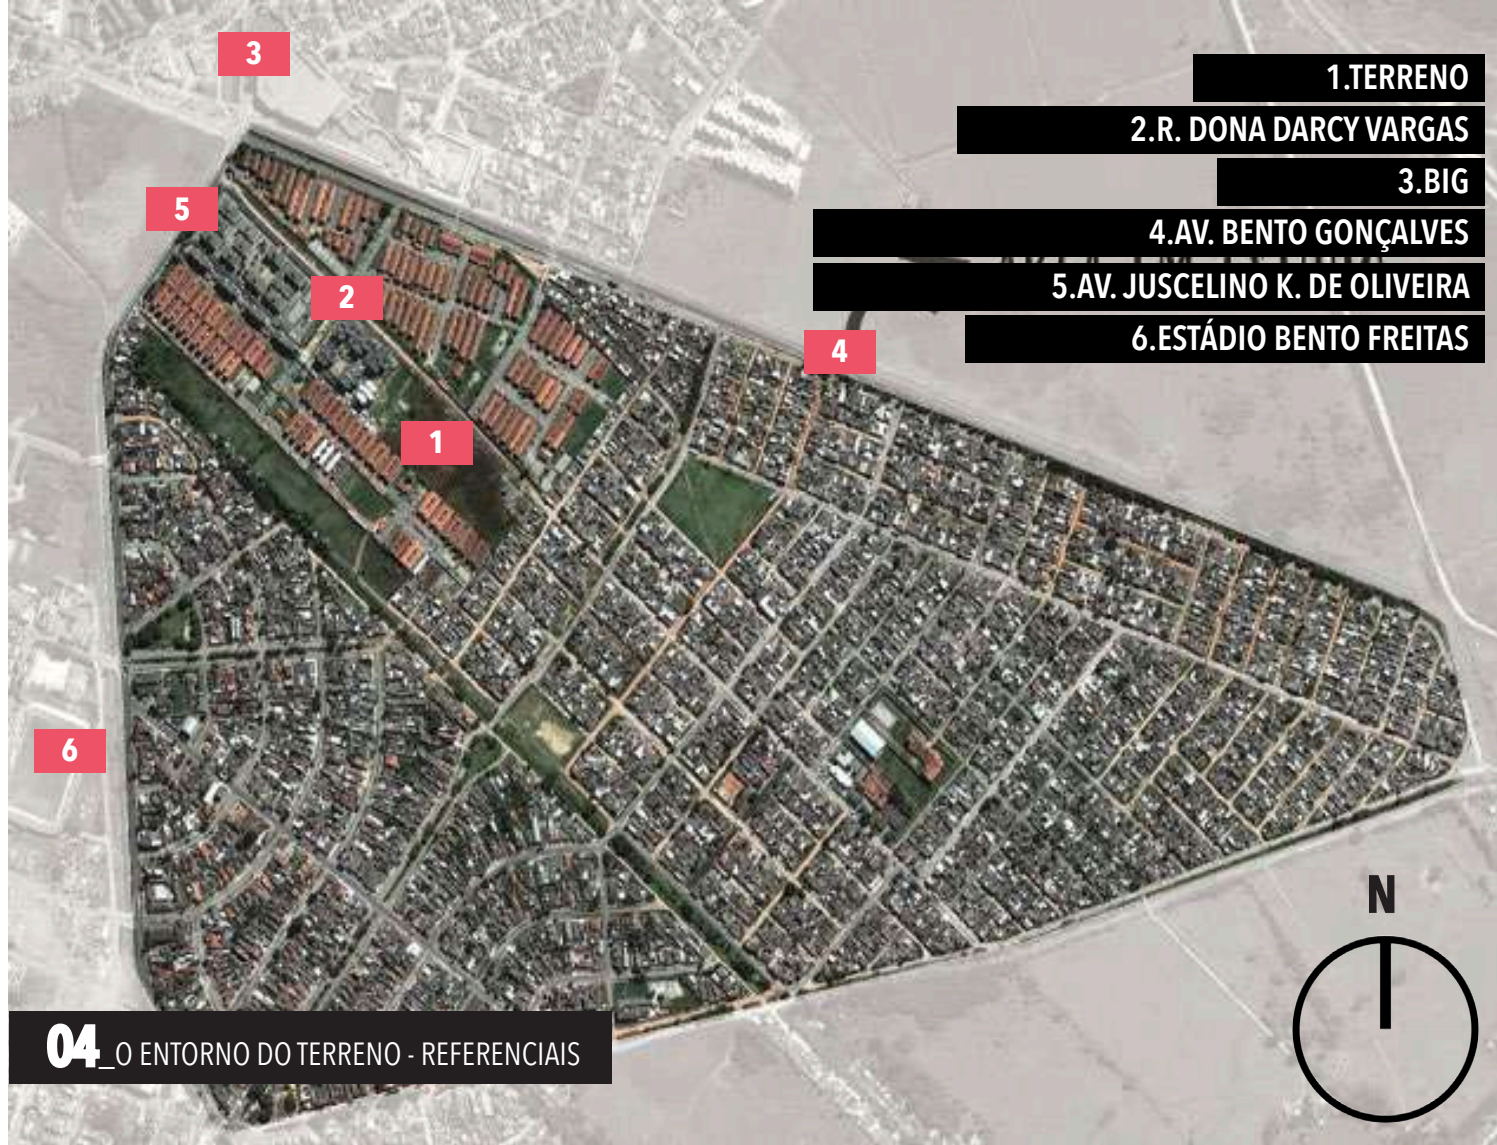 3
1.TERRENO
2.R. DONA DARCY VARGAS
3.BIG
5
4.AV. BENTO GONÇALVES
5.AV. JUSCELINO K. DE OLIVEIRA
2
6.ESTÁDIO BENTO FREITAS
4
1
6
N
04_O ENTORNO DO TERRENO - REFERENCIAIS